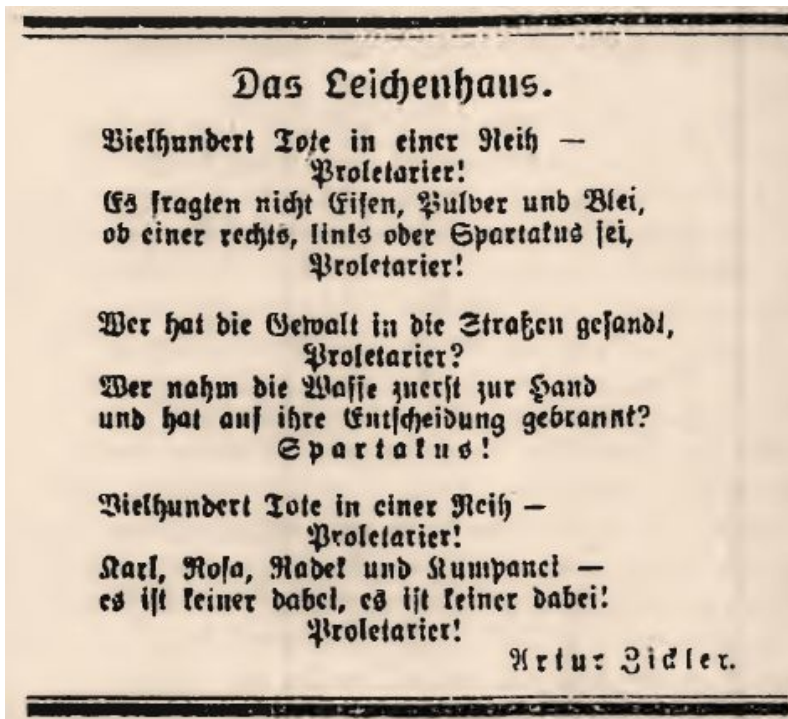 Das Leichenhaus.
Vielhundert Tote in einer Reih —
Proletarier!
Es fragten nicht Eisen, Pulver und Blei,
ob einer rechts, links oder Spartakus sei,
Proletarier!
Wer hat die Gewalt in die Straßen gesandt,
Proletarier?
Wer nahm die Waffe zuerst zur Hand
und hat auf ihre Entscheidung gebrannt?
Spartakus!
Vielhundert Tote in einer Reih —
Proletarier!
Karl, Rosa, Radek und Kumpanei —
es ist keiner dabei, es ist keiner dabei!
Proletarier!
Artur Zickler.